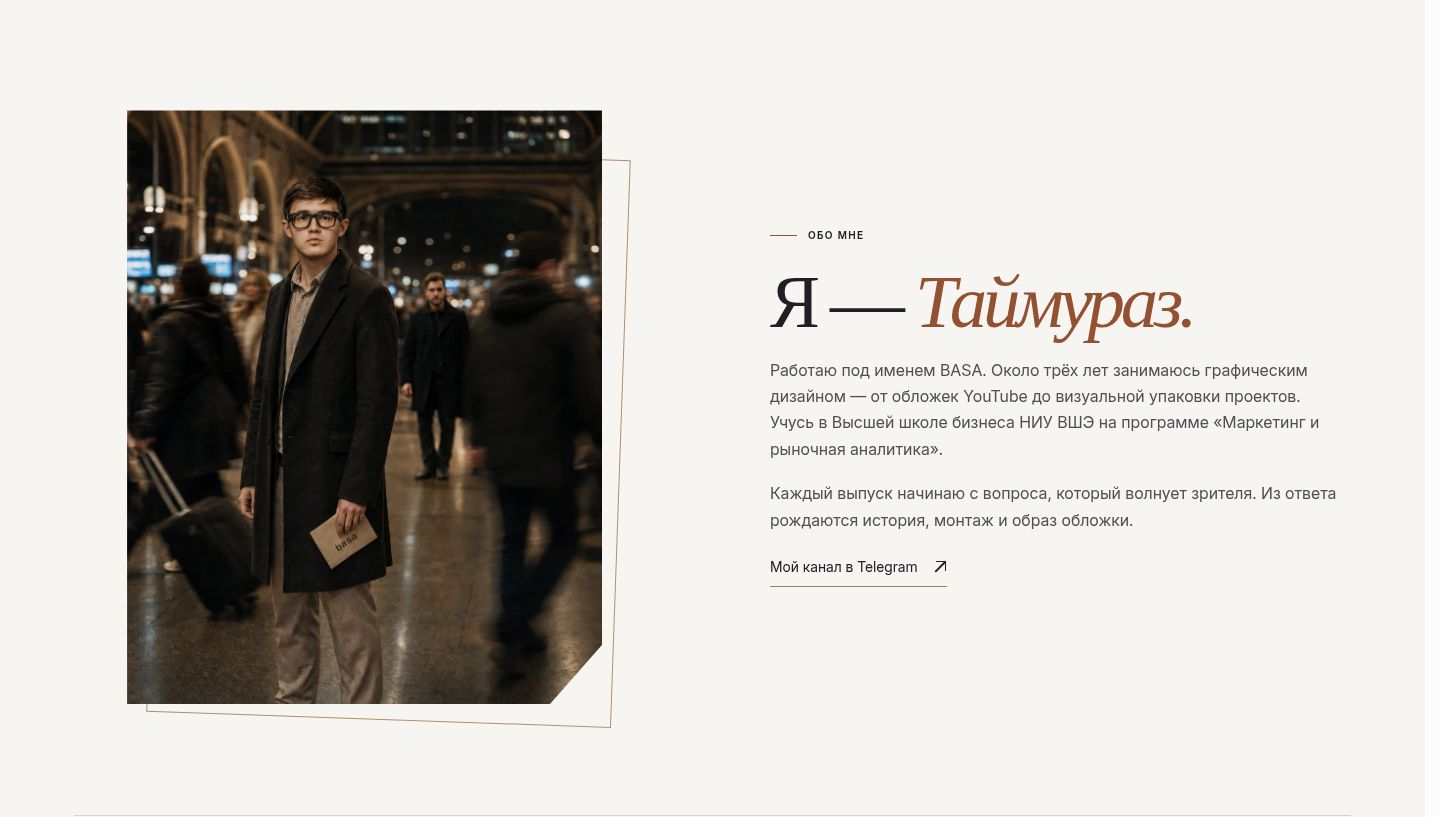 ОБО МНЕ
Я — Таймураз.
Работаю под именем BASA. Около трёх лет занимаюсь графическим
дизайном — от обложек YouTube до визуальной упаковки проектов.
Учусь в Высшей школе бизнеса НИУ ВШЭ на программе «Маркетинг и
рыночная аналитика».
Каждый выпуск начинаю с вопроса, который волнует зрителя. Из ответа
рождаются история, монтаж и образ обложки.
Мой канал в Telegram
basa